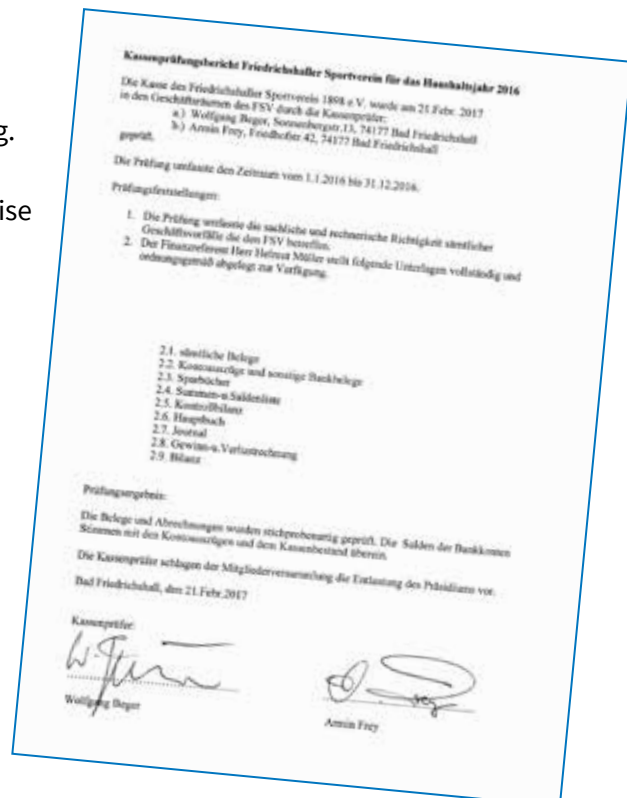 g.
ise
Kassenprüfungsbericht Friedrichshaller Sportverein für das Haushaltsjahr 2016
Die Kasse des Friedrichshaller Sportverein 1898 e.V. wurde am 21.Febr. 2017
in den Geschäftsräumen des FSV durch die Kassenprüfer:
a.) Wolfgang Beger, Sonnenbergstr.13, 74177 Bad Friedrichshall
b.) Armin Frey, Friedhofstr 42, 74177 Bad Friedrichshall
geprüft.
Die Prüfung umfasste den Zeitraum vom 1.1.2016 bis 31.12.2016.
Prüfungsfeststellungen:
1. Die Prüfung umfasste die sachliche und rechnerische Richtigkeit sämtlicher
Geschäftsvorfälle die den FSV betreffen.
2. Der Finanzreferent Herr Helmut Müller stellt folgende Unterlagen vollständig und
ordnungsgemäß abgelegt zur Verfügung.
2.1. sämtliche Belege
2.2. Kontoauszüge und sonstige Bankbelege
2.3. Sparbücher
2.4. Summen-u.Saldenliste
2.5. Kontrollbilanz
2.6. Hauptbuch
2.7. Journal
2.8. Gewinn-u.Verlustrechnung
2.9. Bilanz
Prüfungsergebnis:
Die Belege und Abrechnungen wurden stichprobenartig geprüft. Die Salden der Bankkonten
Stimmen mit den Kontoauszügen und dem Kassenbestand überein.
Die Kassenprüfer schlagen der Mitgliederversammlung die Entlastung des Präsidiums vor.
Bad Friedrichshall, den 21.Febr.2017
Kassenprüfer:
Wolfgang Beger
Armin Frey